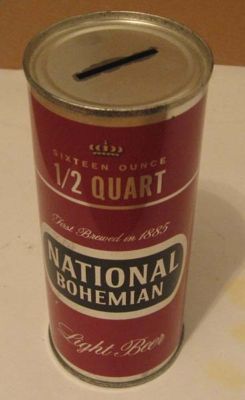 SIXTEEN OUNCE
1/2 QUART
First Brewed in 1885
NATIONAL
BOHEMIAN
Light Beer